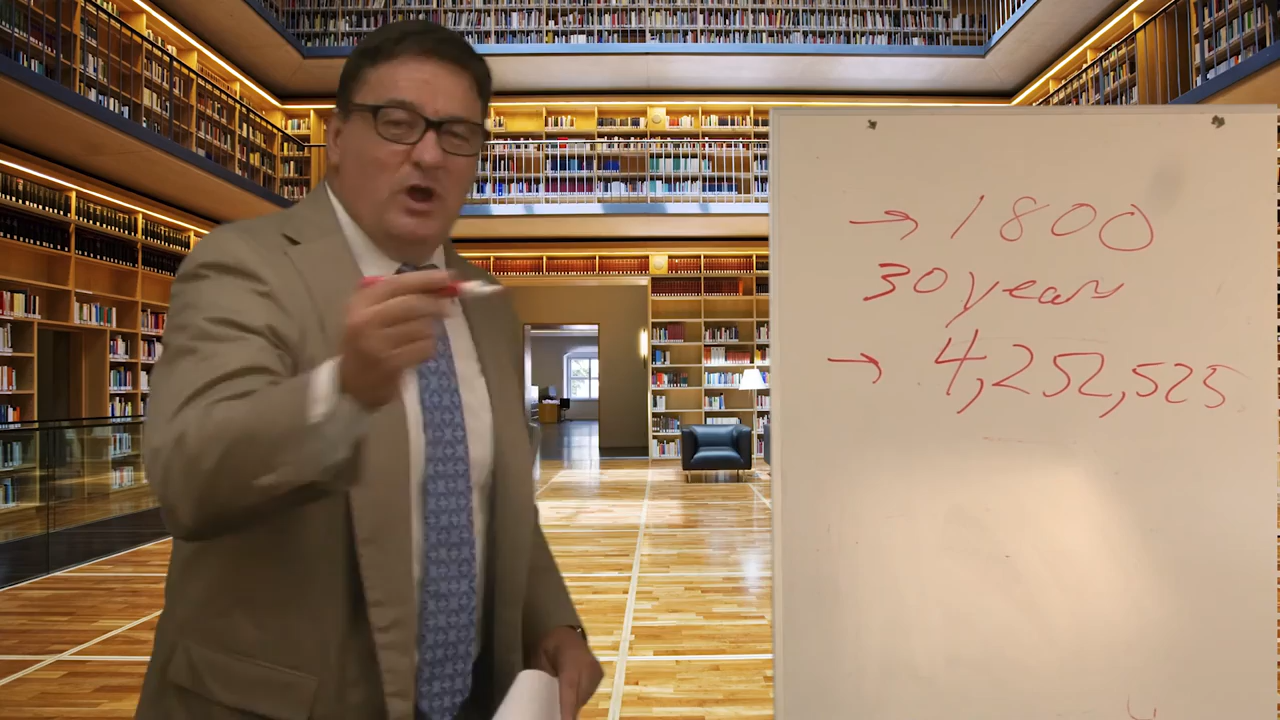 → 1800
30 years
→ 4,252,525